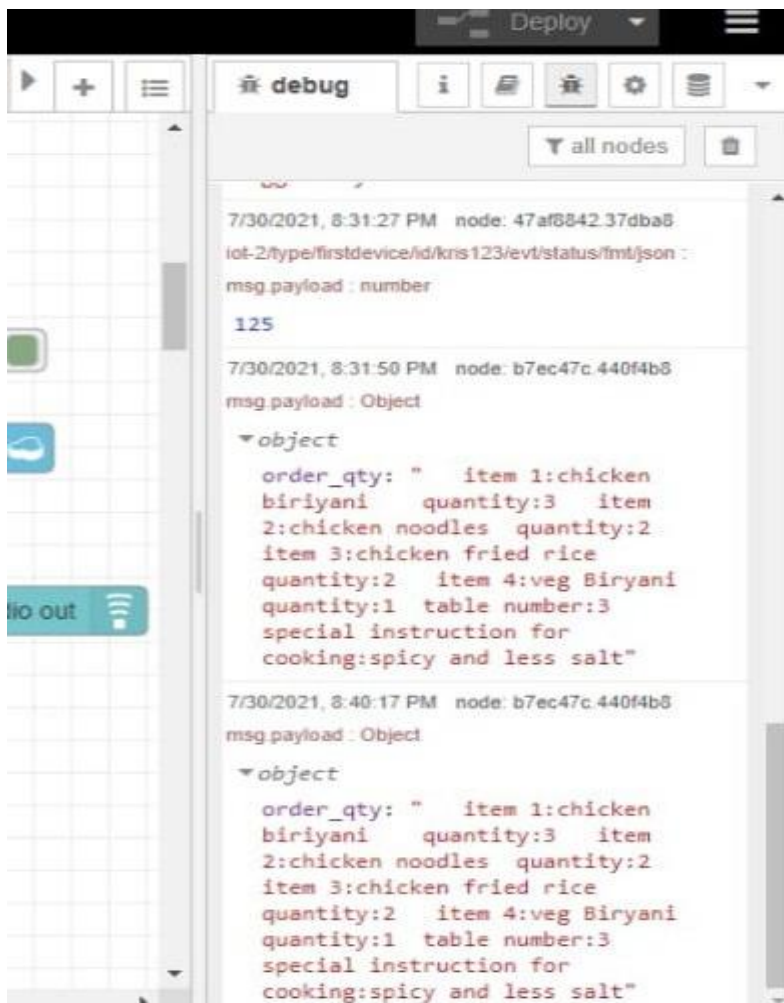 Deploy
debug
all nodes
7/30/2021, 8:31:27 PM node: 47af8842.37dba8
iot-2/type/firstdevice/id/kris123/evt/status/fmt/json :
msg.payload : number
125
7/30/2021, 8:31:50 PM node: b7ec47c.440f4b8
msg.payload : Object
object
order_qty: "   item 1:chicken
biriyani    quantity:3   item
2:chicken noodles  quantity:2
item 3:chicken fried rice
quantity:2   item 4:veg Biryani
quantity:1  table number:3
special instruction for
cooking:spicy and less salt"
dio out
7/30/2021, 8:40:17 PM node: b7ec47c.440f4b8
msg.payload : Object
object
order_qty: "   item 1:chicken
biriyani    quantity:3   item
2:chicken noodles  quantity:2
item 3:chicken fried rice
quantity:2   item 4:veg Biryani
quantity:1  table number:3
special instruction for
cooking:spicy and less salt"